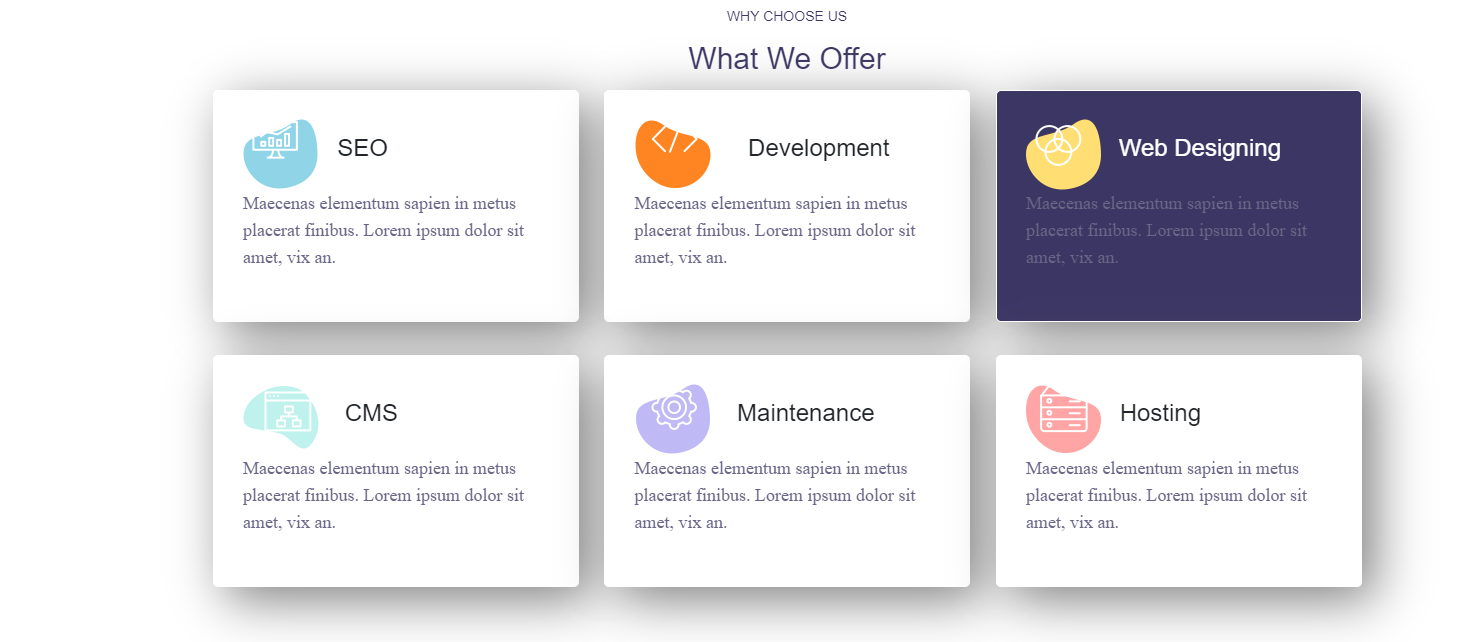 WHY CHOOSE US
What We Offer
SEO
Maecenas elementum sapien in metus
placerat finibus. Lorem ipsum dolor sit
amet, vix an.
Development
Maecenas elementum sapien in metus
placerat finibus. Lorem ipsum dolor sit
amet, vix an.
Web Designing
Maecenas elementum sapien in metus
placerat finibus. Lorem ipsum dolor sit
amet, vix an.
CMS
Maecenas elementum sapien in metus
placerat finibus. Lorem ipsum dolor sit
amet, vix an.
Maintenance
Maecenas elementum sapien in metus
placerat finibus. Lorem ipsum dolor sit
amet, vix an.
Hosting
Maecenas elementum sapien in metus
placerat finibus. Lorem ipsum dolor sit
amet, vix an.